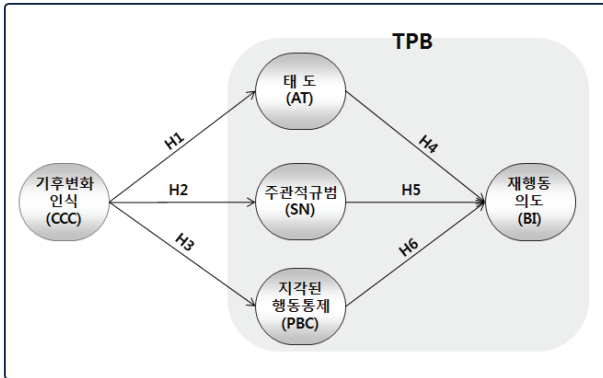 TPB
태 도
(AT)
H1
H4
기후변화
인식
(CCC)
H2
주관적규범
(SN)
H5
재행동
의도
(BI)
H3
H6
지각된
행동통제
(PBC)